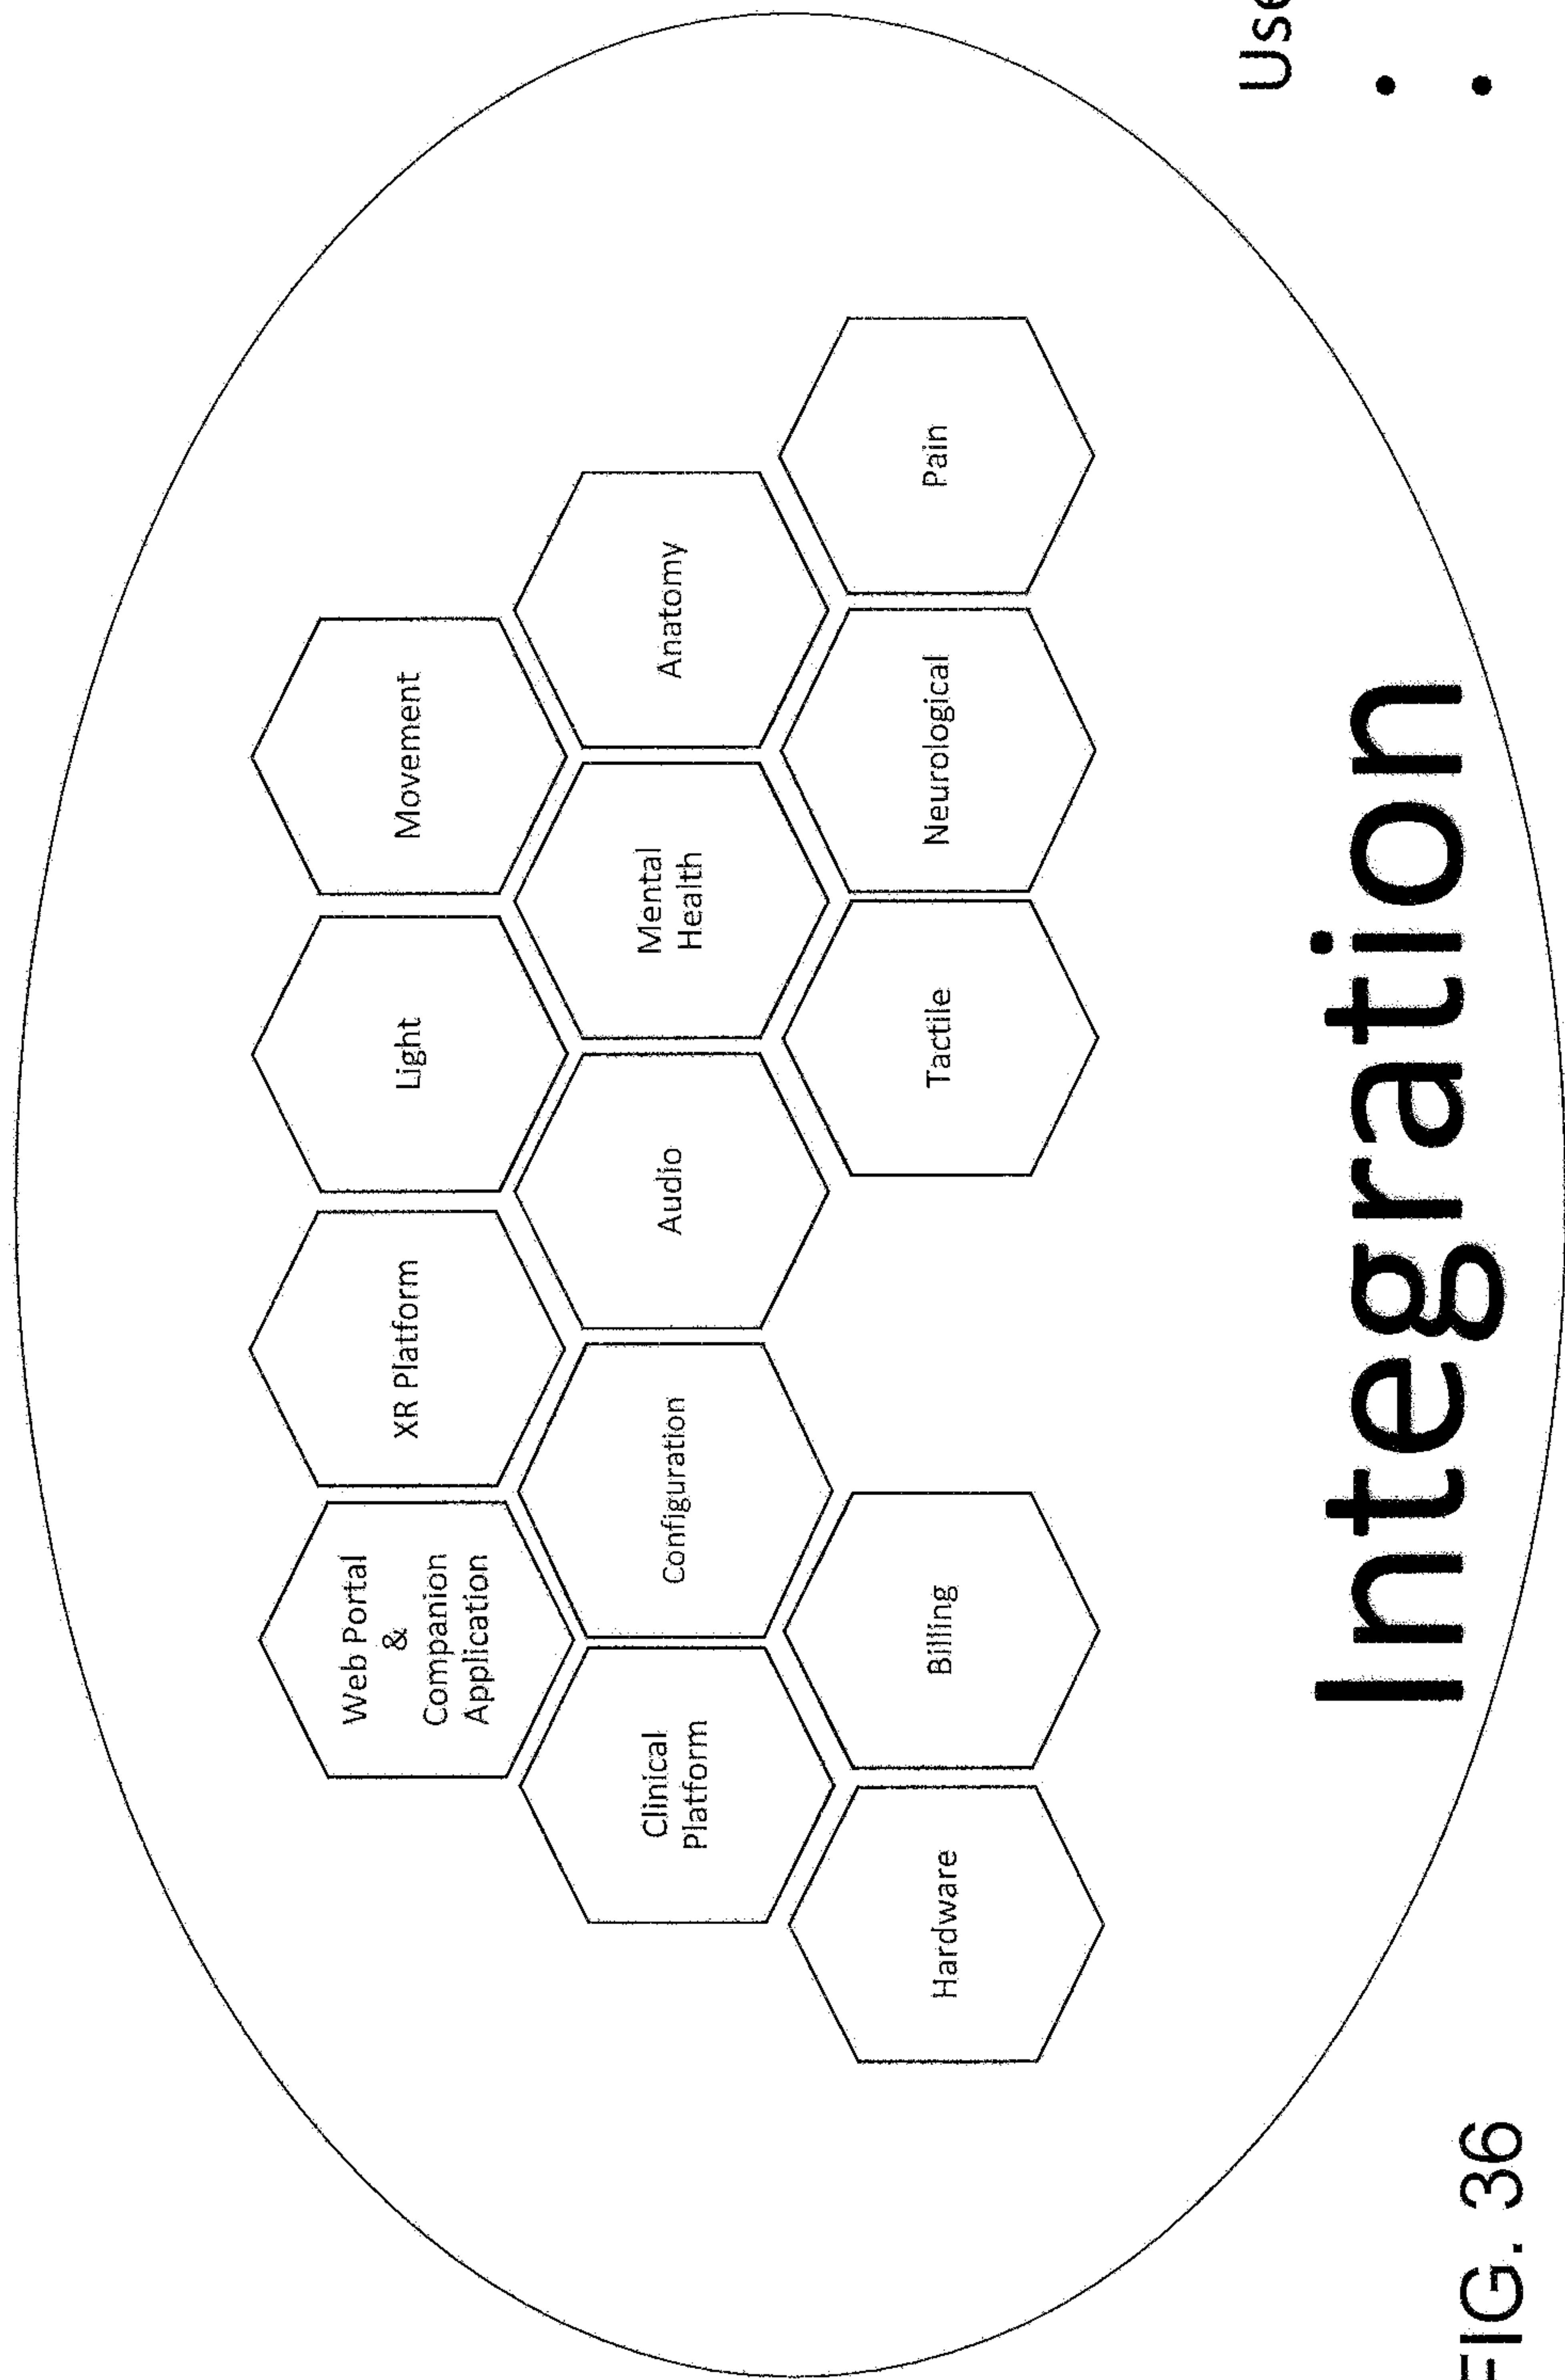 Web Portal
&
Companion
Application
XR Platform
Light
Movement
Clinical
Platform
Configuration
Audio
Mental
Health
Anatomy
Hardware
Billing
Tactile
Neurological
Pain
Integration
Use
FIG. 36